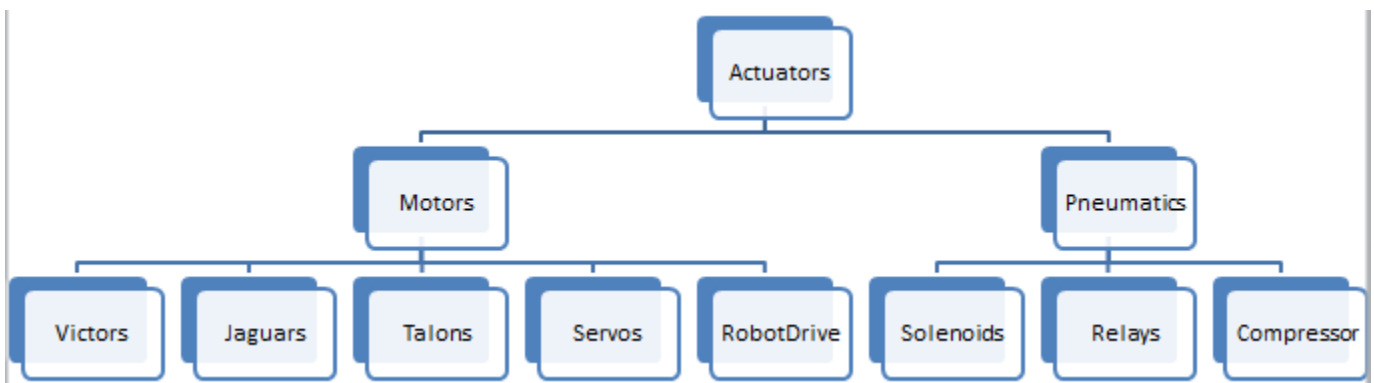 Actuators
Motors
Pneumatics
Victors
Jaguars
Talons
Servos
RobotDrive
Solenoids
Relays
Compressor